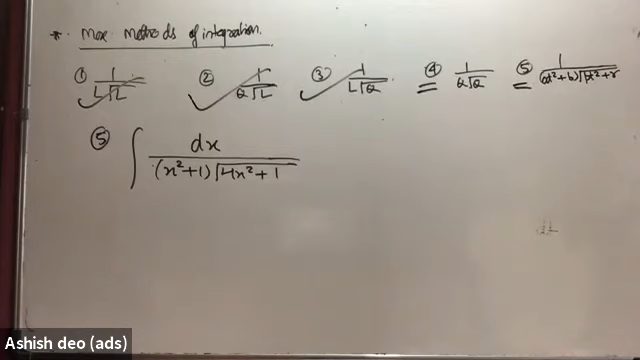 * More Methods of integration.
① 1/(L√L) ② 1/(Q√L) ③ 1/(L√Q) ④ 1/(Q√Q) ⑤ 1/((ax²+b)√(px²+r))
⑤ ∫ dx/((x²+1)√(4x²+1))
Ashish deo (ads)